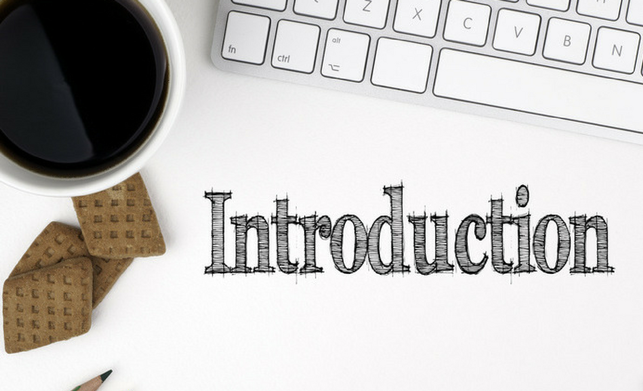 Z X C V B N
fn ctrl alt
Introduction